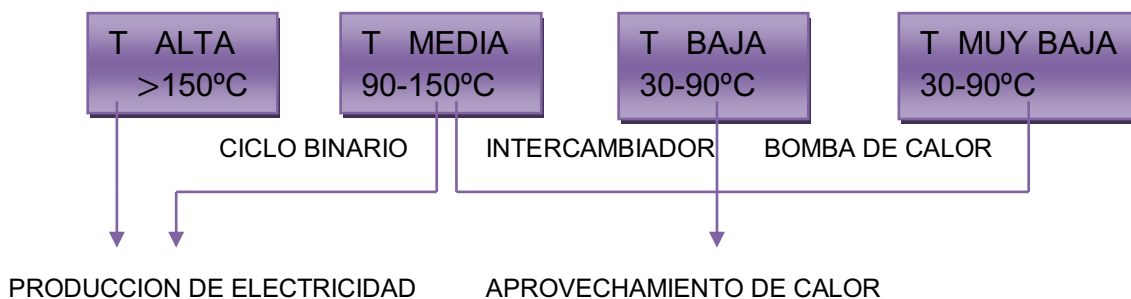 T ALTA
>150ºC
T MEDIA
90-150ºC
T BAJA
30-90ºC
T MUY BAJA
30-90ºC
CICLO BINARIO
INTERCAMBIADOR
BOMBA DE CALOR
PRODUCCION DE ELECTRICIDAD
APROVECHAMIENTO DE CALOR